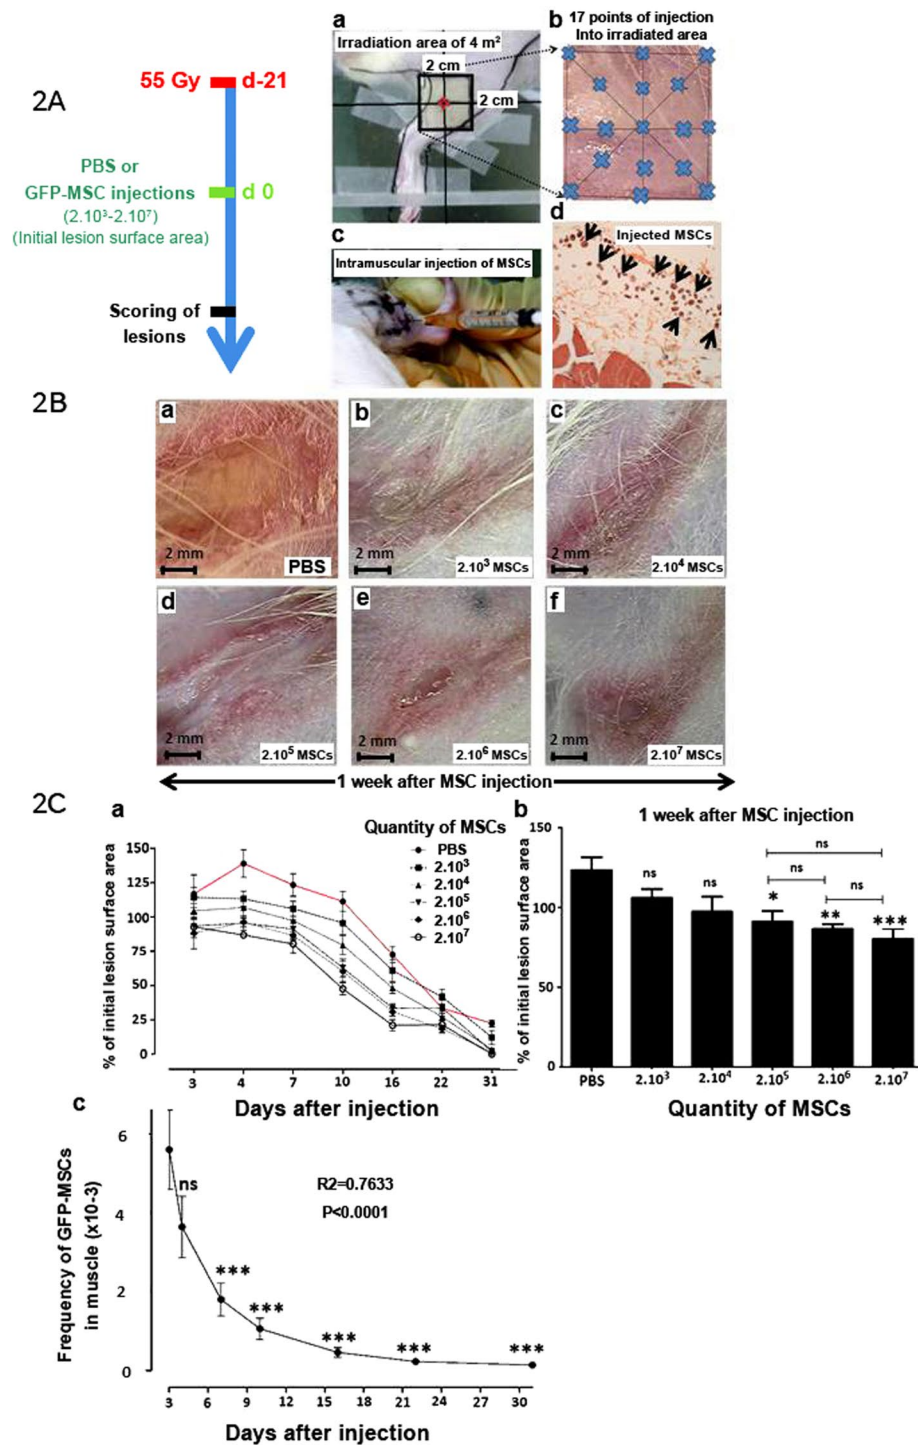 2A
55 Gy
d-21
PBS or
GFP-MSC injections
(2.10³-2.10⁷)
(Initial lesion surface area)
d 0
Scoring of
lesions
a
Irradiation area of 4 m²
2 cm
2 cm
b
17 points of injection
Into irradiated area
c
Intramuscular injection of MSCs
d
Injected MSCs
2B
a
2 mm
PBS
b
2 mm
2.10³ MSCs
c
2 mm
2.10⁴ MSCs
d
2 mm
2.10⁵ MSCs
e
2 mm
2.10⁶ MSCs
f
2 mm
2.10⁷ MSCs
1 week after MSC injection
2C
a
Quantity of MSCs
PBS
2.10³
2.10⁴
2.10⁵
2.10⁶
2.10⁷
% of initial lesion surface area
150
125
100
75
50
25
0
3 4 7 10 16 22 31
Days after injection
b
1 week after MSC injection
% of initial lesion surface area
150
100
50
0
ns
ns
ns
ns
ns
*
**
***
PBS 2.10³ 2.10⁴ 2.10⁵ 2.10⁶ 2.10⁷
Quantity of MSCs
c
Frequency of GFP-MSCs
in muscle (x10-3)
6
4
2
0
ns
R2=0.7633
P<0.0001
***
***
***
***
***
3 6 9 12 15 18 21 24 27 30
Days after injection